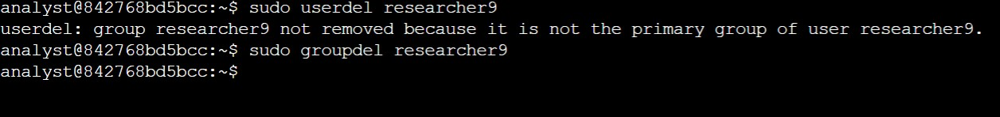 analyst@842768bd5bcc:~$ sudo userdel researcher9
userdel: group researcher9 not removed because it is not the primary group of user researcher9.
analyst@842768bd5bcc:~$ sudo groupdel researcher9
analyst@842768bd5bcc:~$